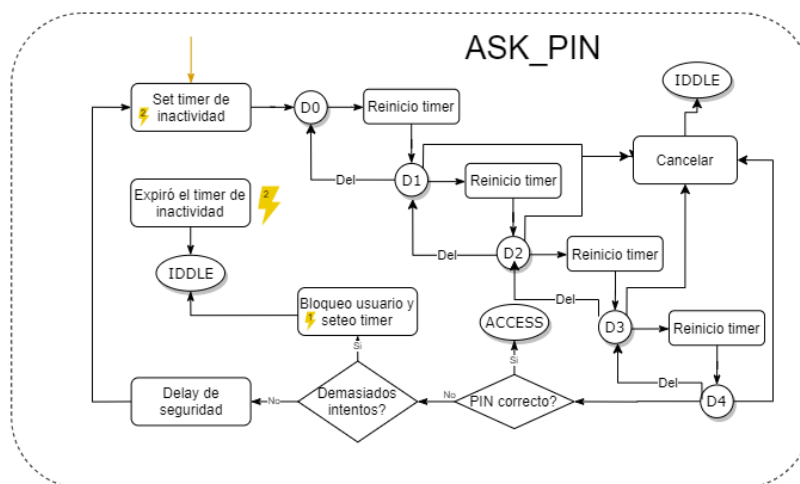 ASK_PIN
IDDLE
Set timer de
inactividad
2
D0
Reinicio timer
Cancelar
Del
D1
Reinicio timer
Expiró el timer de
inactividad
2
Del
D2
Reinicio timer
IDDLE
Bloqueo usuario y
seteo timer
1
ACCESS
Del
D3
Reinicio timer
Si
Si
Del
Delay de
seguridad
No
Demasiados
intentos?
No
PIN correcto?
D4